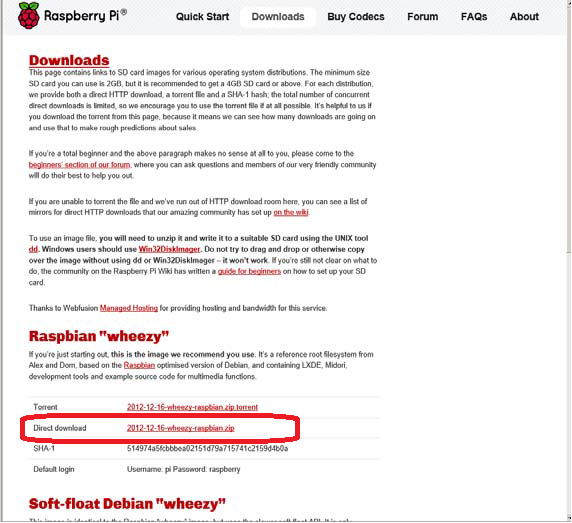 Raspberry Pi®
Quick Start Downloads Buy Codecs Forum FAQs About
Downloads
This page contains links to SD card images for various operating system distributions. The minimum size
SD card you can use is 2GB, but it is recommended to get a 4GB SD card or above. For each distribution,
we provide both a direct HTTP download, a torrent file and a SHA-1 hash; the total number of concurrent
direct downloads is limited, so we encourage you to use the torrent file if at all possible. It's helpful to us if
you download the torrent from this page, because it means we can see how many downloads are going on
and use that to make rough predictions about sales.
If you're a total beginner and the above paragraph makes no sense at all to you, please come to the
beginners' section of our forum, where you can ask questions and members of our very friendly community
will do their best to help you out.
If you are unable to torrent the file and we've run out of HTTP download room here, you can see a list of
mirrors for direct HTTP downloads that our amazing community has set up on the wiki.
To use an image file, you will need to unzip it and write it to a suitable SD card using the UNIX tool
dd. Windows users should use Win32DiskImager. Do not try to drag and drop or otherwise copy
over the image without using dd or Win32DiskImager – it won't work. If you're still not clear on what to
do, the community on the Raspberry Pi Wiki has written a guide for beginners on how to set up your SD
card.
Thanks to Webfusion Managed Hosting for providing hosting and bandwidth for this service.
Raspbian "wheezy"
If you're just starting out, this is the image we recommend you use. It's a reference root filesystem from
Alex and Dom, based on the Raspbian optimised version of Debian, and containing LXDE, Midori,
development tools and example source code for multimedia functions.
Torrent 2012-12-16-wheezy-raspbian.zip.torrent
Direct download 2012-12-16-wheezy-raspbian.zip
SHA-1 514974a5fcbbbea02151d79a715741c2159d4b0a
Default login Username: pi Password: raspberry
Soft-float Debian "wheezy"